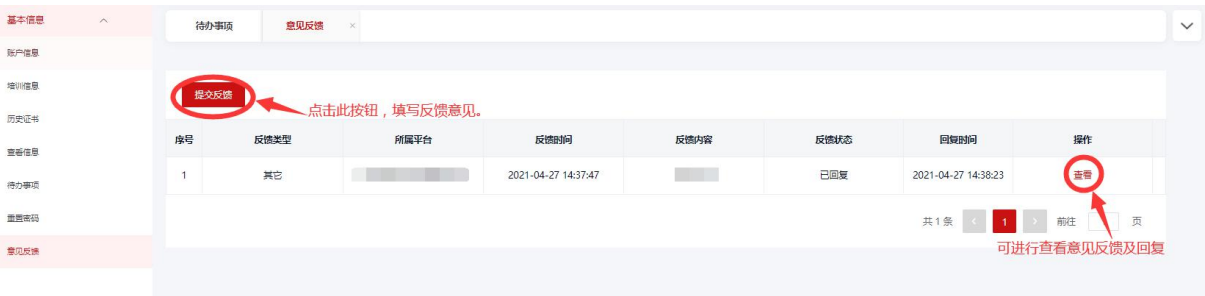 基本信息
待办事项
意见反馈
×
账户信息
培训信息
提交反馈
点击此按钮，填写反馈意见。
历史证书
序号 反馈类型 所属平台 反馈时间 反馈内容 反馈状态 回复时间 操作
查看信息
1 其它 2021-04-27 14:37:47 已回复 2021-04-27 14:38:23 查看
待办事项
重置密码
共 1 条 < 1 > 前往 页
意见反馈
可进行查看意见反馈及回复